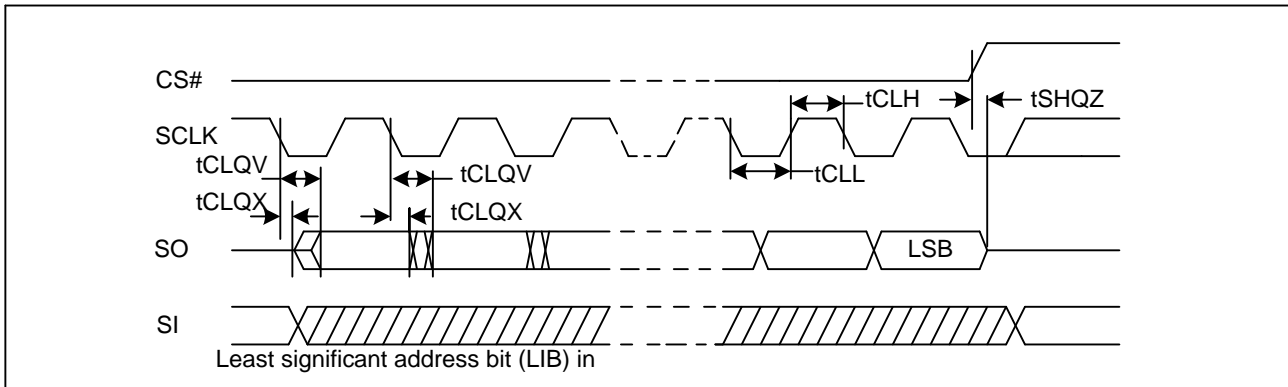 CS#
tCLH
tSHQZ
SCLK
tCLQV
tCLQV
tCLL
tCLQX
tCLQX
SO
LSB
SI
Least significant address bit (LIB) in